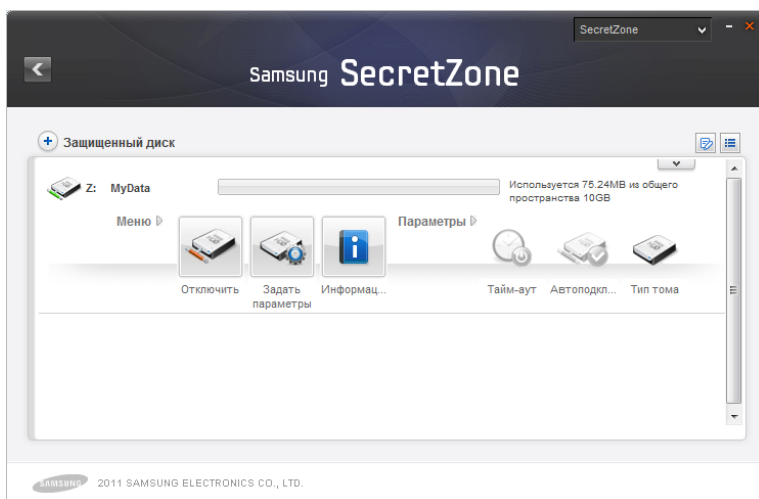 SecretZone
Samsung SecretZone
Защищенный диск
Z: MyData
Используется 75.24MB из общего
пространства 10GB
Меню
Параметры
Отключить
Задать
параметры
Информац...
Тайм-аут
Автоподкл...
Тип тома
SAMSUNG 2011 SAMSUNG ELECTRONICS CO., LTD.